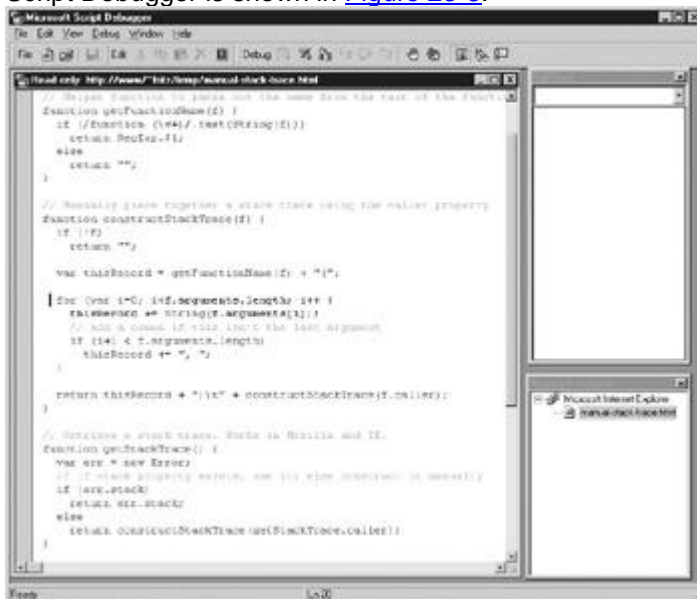 Script Debugger is shown in Figure 23-3.
Microsoft Script Debugger
File Edit View Debug Window Help
File Edit Debug
Read only: http://www/~fritz/temp/manual-stack-trace.html
// Helper function to parse out the name from the text of the function
function getFunctionName(f) {
if (/function (\w+)/.test(String(f)))
return RegExp.$1;
else
return "";
}
// Manually piece together a stack trace using the caller property
function constructStackTrace(f) {
if (!f)
return "";
var thisRecord = getFunctionName(f) + "(";
for (var i=0; i<f.arguments.length; i++ {
thisRecord += String(f.arguments[i]);
// add a comma if this isn't the last argument
if (i+1 < f.arguments.length)
thisRecord += ", ";
}
return thisRecord + ")\n" + constructStackTrace(f.caller);
}
// Retrieve a stack trace. Works in Mozilla and IE.
function getStackTrace() {
var err = new Error;
// if stack property exists, use it; else construct it manually
if (err.stack)
return err.stack;
else
return constructStackTrace(getStackTrace.caller);
}
Microsoft Internet Explorer
manual-stack-trace.html
Ready
Ln 20